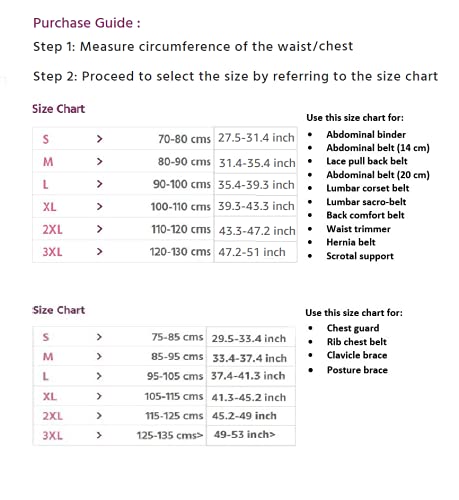 Purchase Guide :
Step 1: Measure circumference of the waist/chest
Step 2: Proceed to select the size by referring to the size chart
Size Chart
S > 70-80 cms 27.5-31.4 inch
M > 80-90 cms 31.4-35.4 inch
L > 90-100 cms 35.4-39.3 inch
XL > 100-110 cms 39.3-43.3 inch
2XL > 110-120 cms 43.3-47.2 inch
3XL > 120-130 cms 47.2-51 inch
Use this size chart for:
• Abdominal binder
• Abdominal belt (14 cm)
• Lace pull back belt
• Abdominal belt (20 cm)
• Lumbar corset belt
• Lumbar sacro-belt
• Back comfort belt
• Waist trimmer
• Hernia belt
• Scrotal support
Size Chart
S > 75-85 cms 29.5-33.4 inch
M > 85-95 cms 33.4-37.4 inch
L > 95-105 cms 37.4-41.3 inch
XL > 105-115 cms 41.3-45.2 inch
2XL > 115-125 cms 45.2-49 inch
3XL > 125-135 cms> 49-53 inch>
Use this size chart for:
• Chest guard
• Rib chest belt
• Clavicle brace
• Posture brace